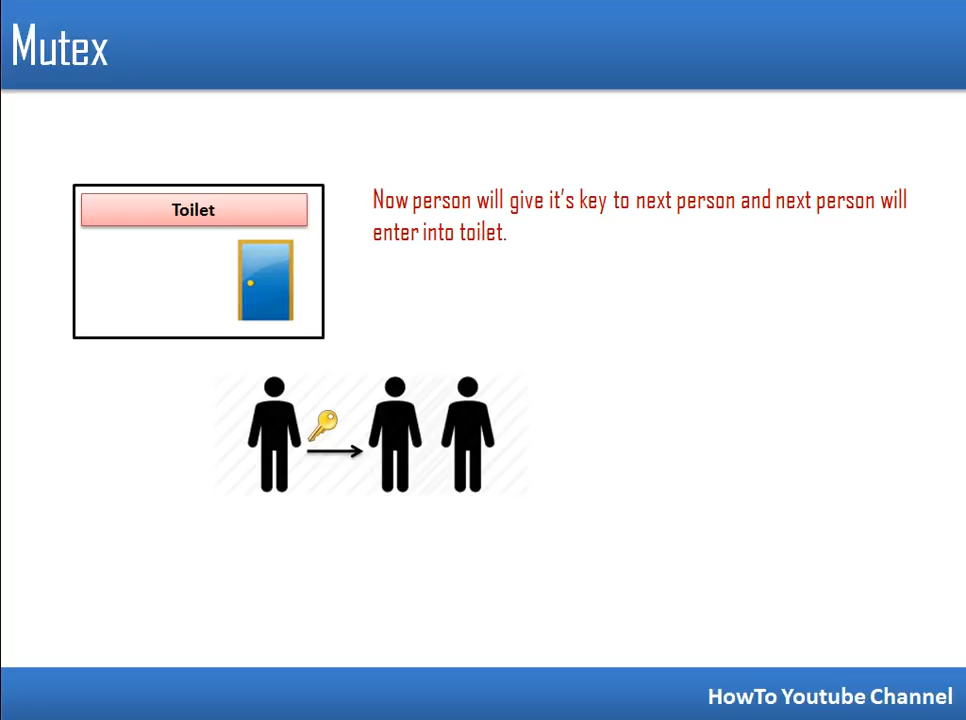 Mutex
Toilet
Now person will give it's key to next person and next person will
enter into toilet.
HowTo Youtube Channel